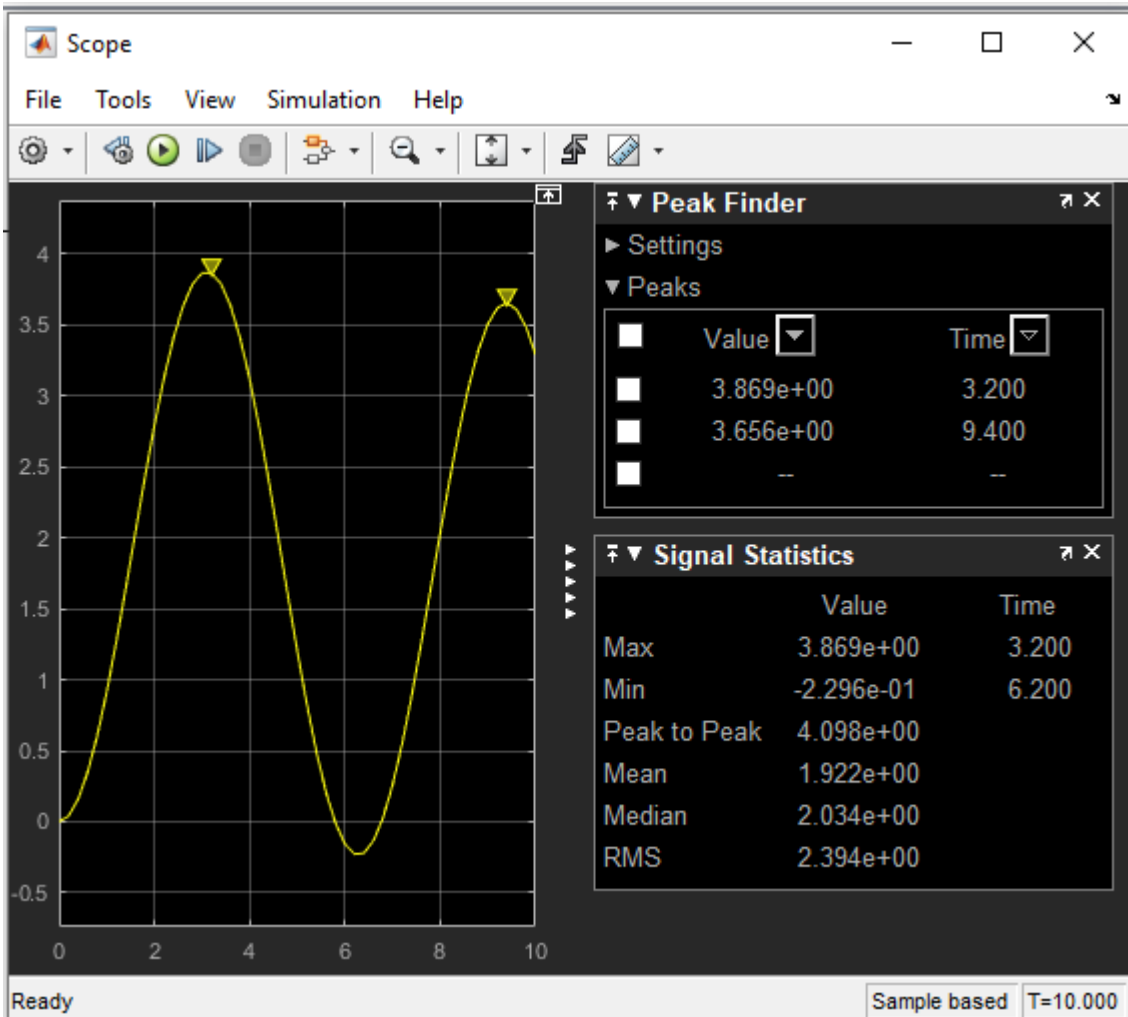 Scope
File Tools View Simulation Help
4
3.5
3
2.5
2
1.5
1
0.5
0
-0.5
0 2 4 6 8 10
Peak Finder
Settings
Peaks
Value Time
3.869e+00 3.200
3.656e+00 9.400
-- --
Signal Statistics
Value Time
Max 3.869e+00 3.200
Min -2.296e-01 6.200
Peak to Peak 4.098e+00
Mean 1.922e+00
Median 2.034e+00
RMS 2.394e+00
Ready Sample based T=10.000